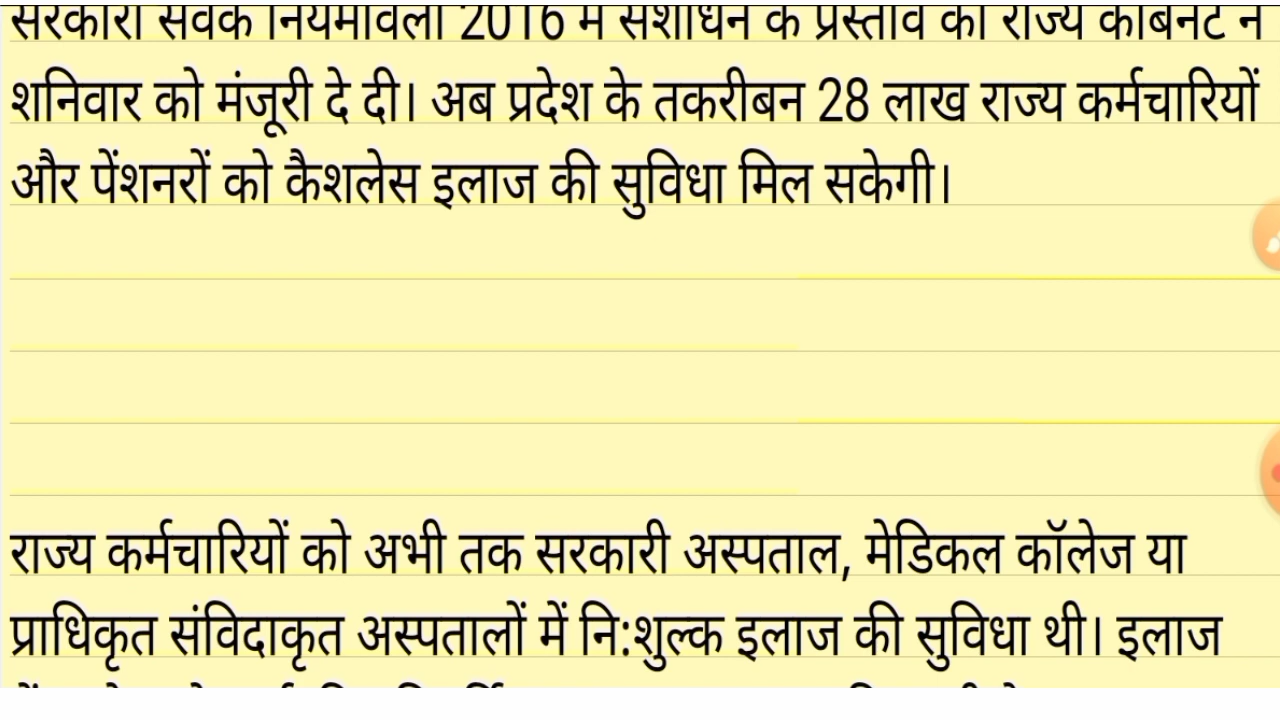 सरकारी सेवक नियमावली 2016 में संशोधन के प्रस्ताव को राज्य कैबिनेट ने
शनिवार को मंजूरी दे दी। अब प्रदेश के तकरीबन 28 लाख राज्य कर्मचारियों
और पेंशनरों को कैशलेस इलाज की सुविधा मिल सकेगी।
राज्य कर्मचारियों को अभी तक सरकारी अस्पताल, मेडिकल कॉलेज या
प्राधिकृत संविदाकृत अस्पतालों में नि:शुल्क इलाज की सुविधा थी। इलाज